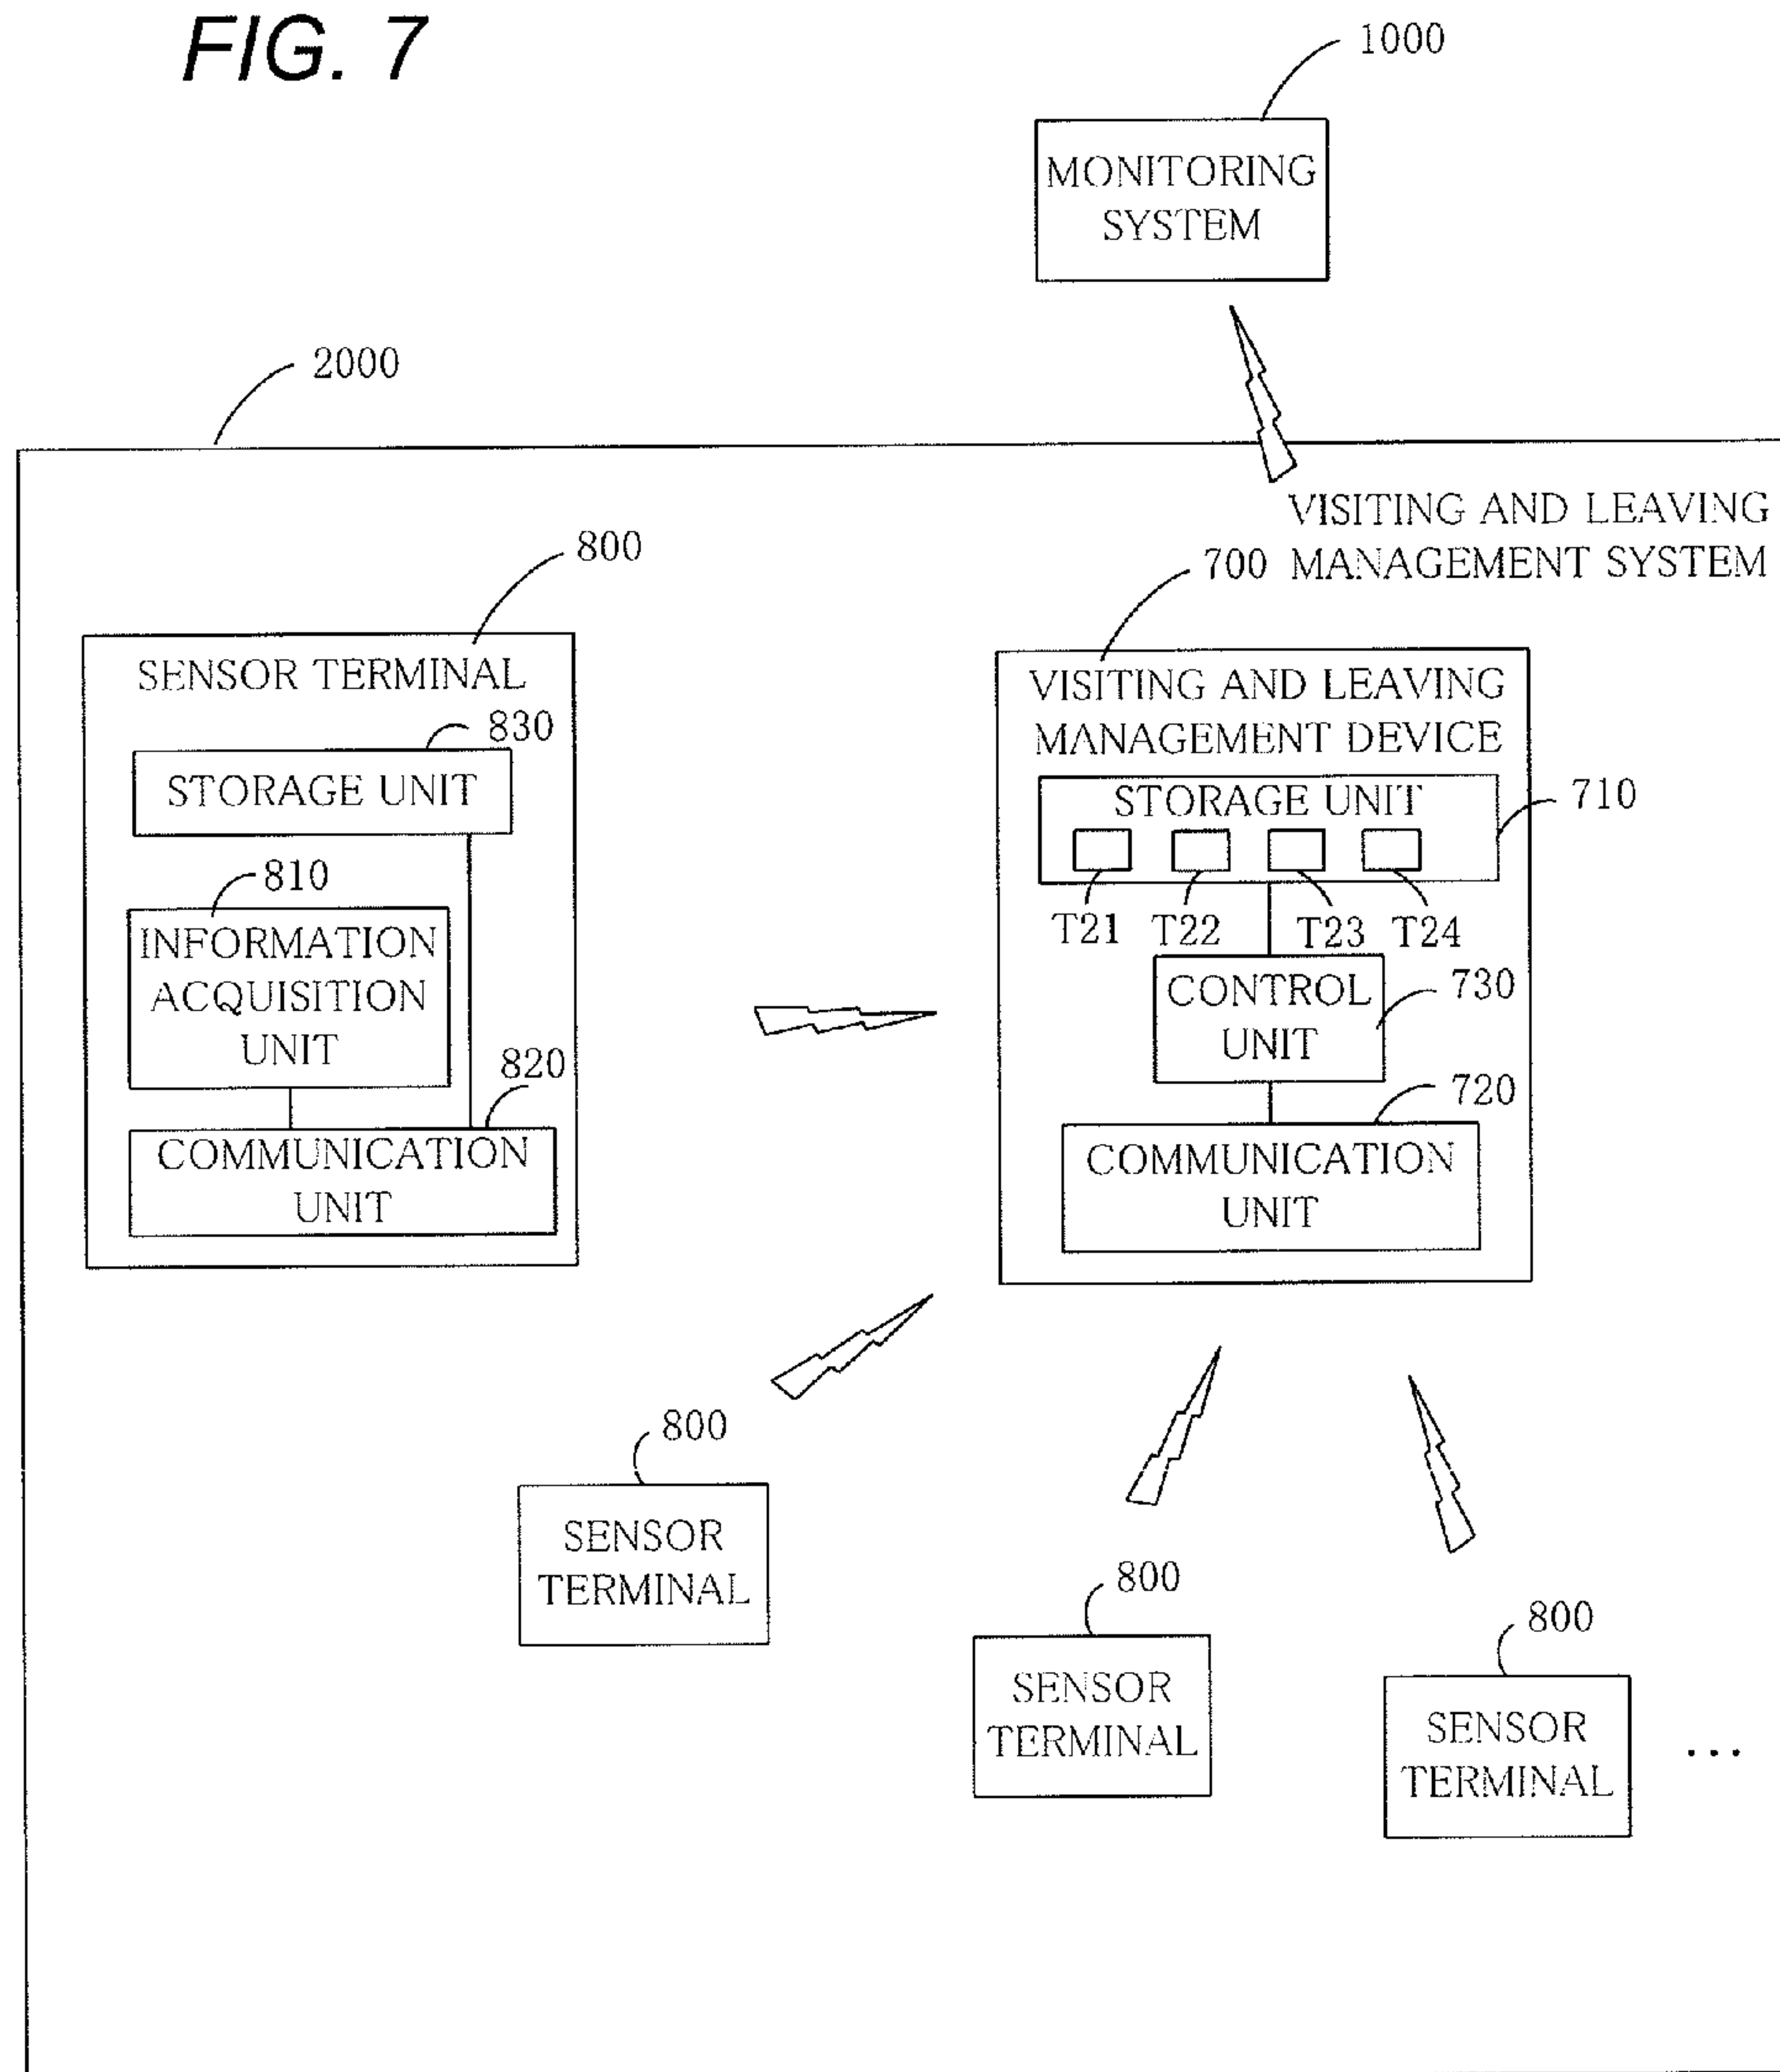 FIG. 7
1000
MONITORING
SYSTEM
2000
VISITING AND LEAVING
MANAGEMENT SYSTEM
800
SENSOR TERMINAL
830
STORAGE UNIT
810
INFORMATION
ACQUISITION
UNIT
820
COMMUNICATION
UNIT
700
VISITING AND LEAVING
MANAGEMENT DEVICE
STORAGE UNIT
710
T21 T22 T23 T24
CONTROL
UNIT
730
720
COMMUNICATION
UNIT
800
SENSOR
TERMINAL
800
SENSOR
TERMINAL
800
SENSOR
TERMINAL
...